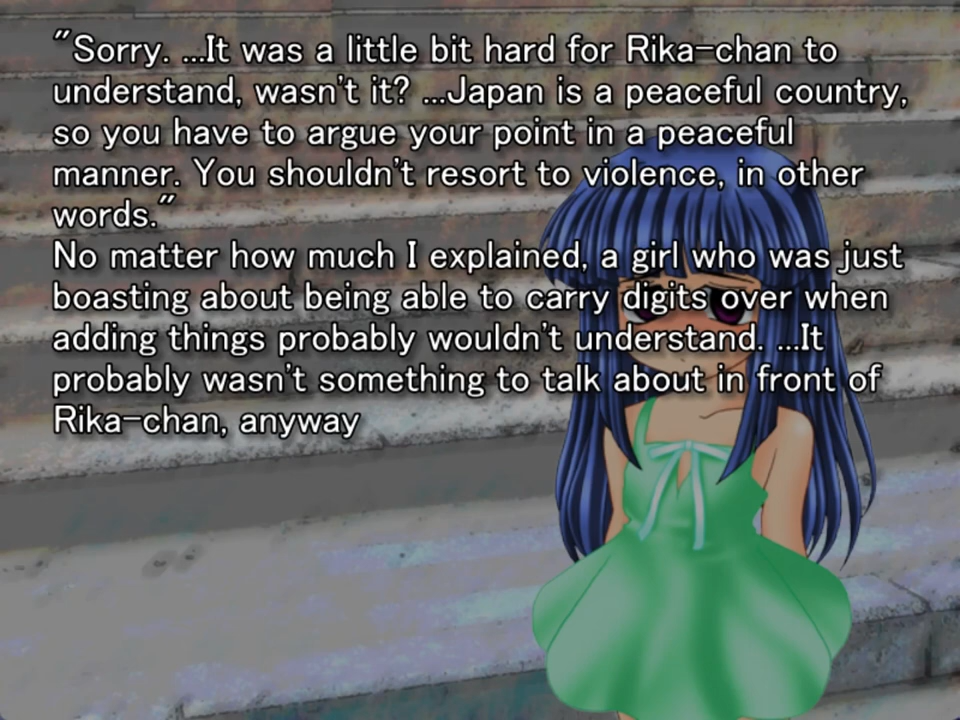 "Sorry. ...It was a little bit hard for Rika-chan to
understand, wasn't it? ...Japan is a peaceful country,
so you have to argue your point in a peaceful
manner. You shouldn't resort to violence, in other
words."
No matter how much I explained, a girl who was just
boasting about being able to carry digits over when
adding things probably wouldn't understand. ...It
probably wasn't something to talk about in front of
Rika-chan, anyway